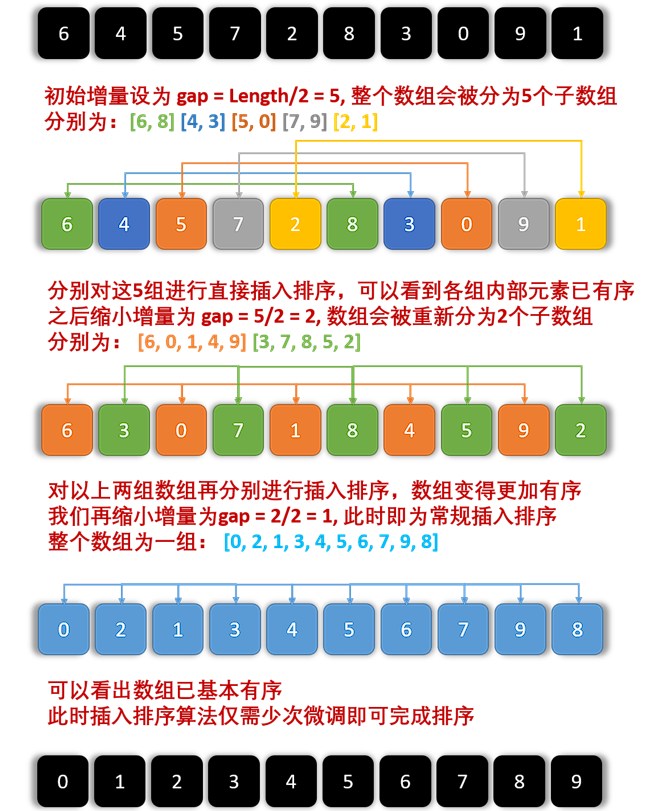 6 4 5 7 2 8 3 0 9 1
初始增量设为 gap = Length/2 = 5, 整个数组会被分为5个子数组
分别为：[6, 8] [4, 3] [5, 0] [7, 9] [2, 1]
6 4 5 7 2 8 3 0 9 1
分别对这5组进行直接插入排序，可以看到各组内部元素已有序
之后缩小增量为 gap = 5/2 = 2, 数组会被重新分为2个子数组
分别为： [6, 0, 1, 4, 9] [3, 7, 8, 5, 2]
6 3 0 7 1 8 4 5 9 2
对以上两组数组再分别进行插入排序，数组变得更加有序
我们再缩小增量为gap = 2/2 = 1, 此时即为常规插入排序
整个数组为一组： [0, 2, 1, 3, 4, 5, 6, 7, 9, 8]
0 2 1 3 4 5 6 7 9 8
可以看出数组已基本有序
此时插入排序算法仅需少次微调即可完成排序
0 1 2 3 4 5 6 7 8 9